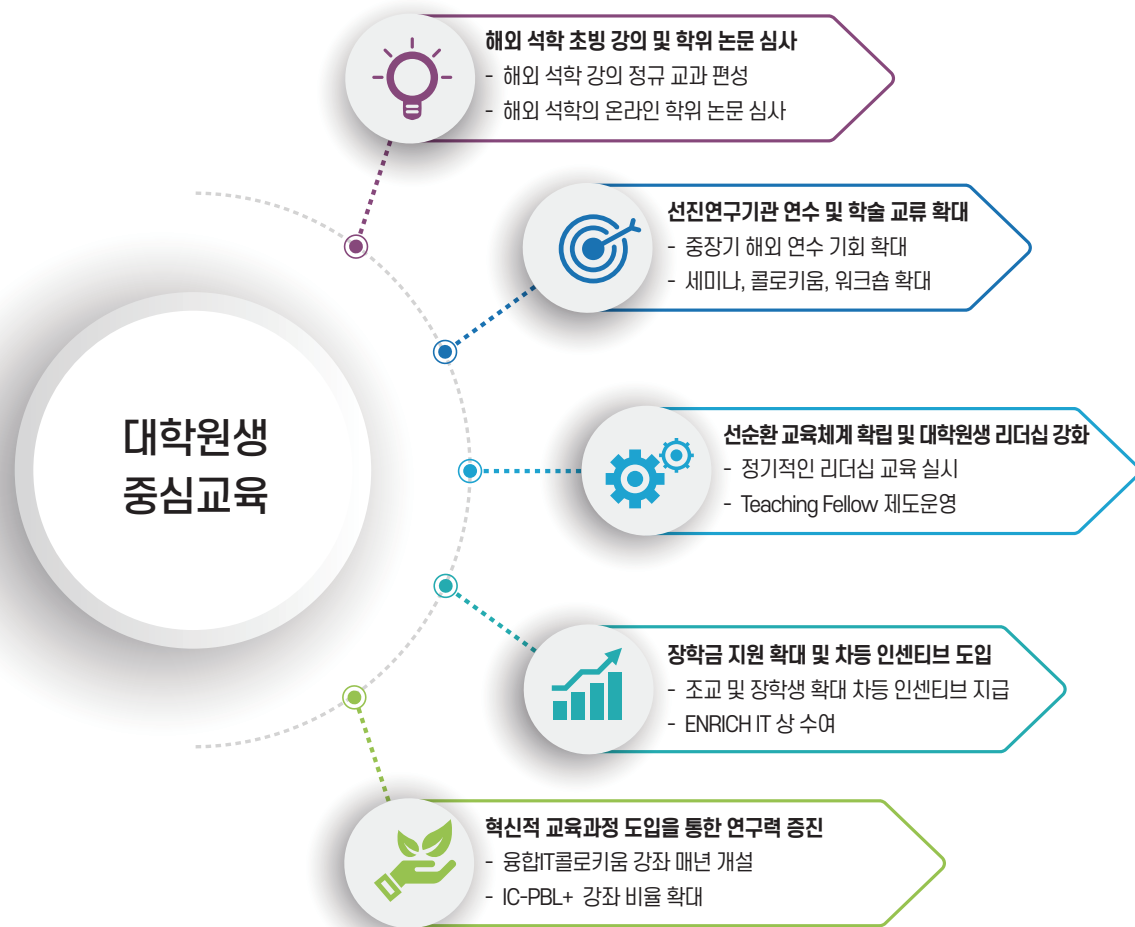 해외 석학 초빙 강의 및 학위 논문 심사
- 해외 석학 강의 정규 교과 편성
- 해외 석학의 온라인 학위 논문 심사
선진연구기관 연수 및 학술 교류 확대
- 중장기 해외 연수 기회 확대
- 세미나, 콜로키움, 워크숍 확대
대학원생
중심교육
선순환 교육체계 확립 및 대학원생 리더십 강화
- 정기적인 리더십 교육 실시
- Teaching Fellow 제도운영
장학금 지원 확대 및 차등 인센티브 도입
- 조교 및 장학생 확대 차등 인센티브 지급
- ENRICH IT 상 수여
혁신적 교육과정 도입을 통한 연구력 증진
- 융합IT콜로키움 강좌 매년 개설
- IC-PBL+ 강좌 비율 확대